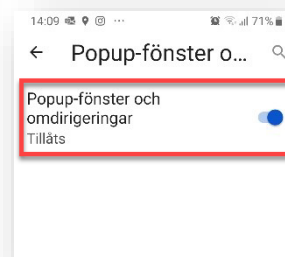 14:09 71%
Popup-fönster o...
Popup-fönster och
omdirigeringar
Tillåts